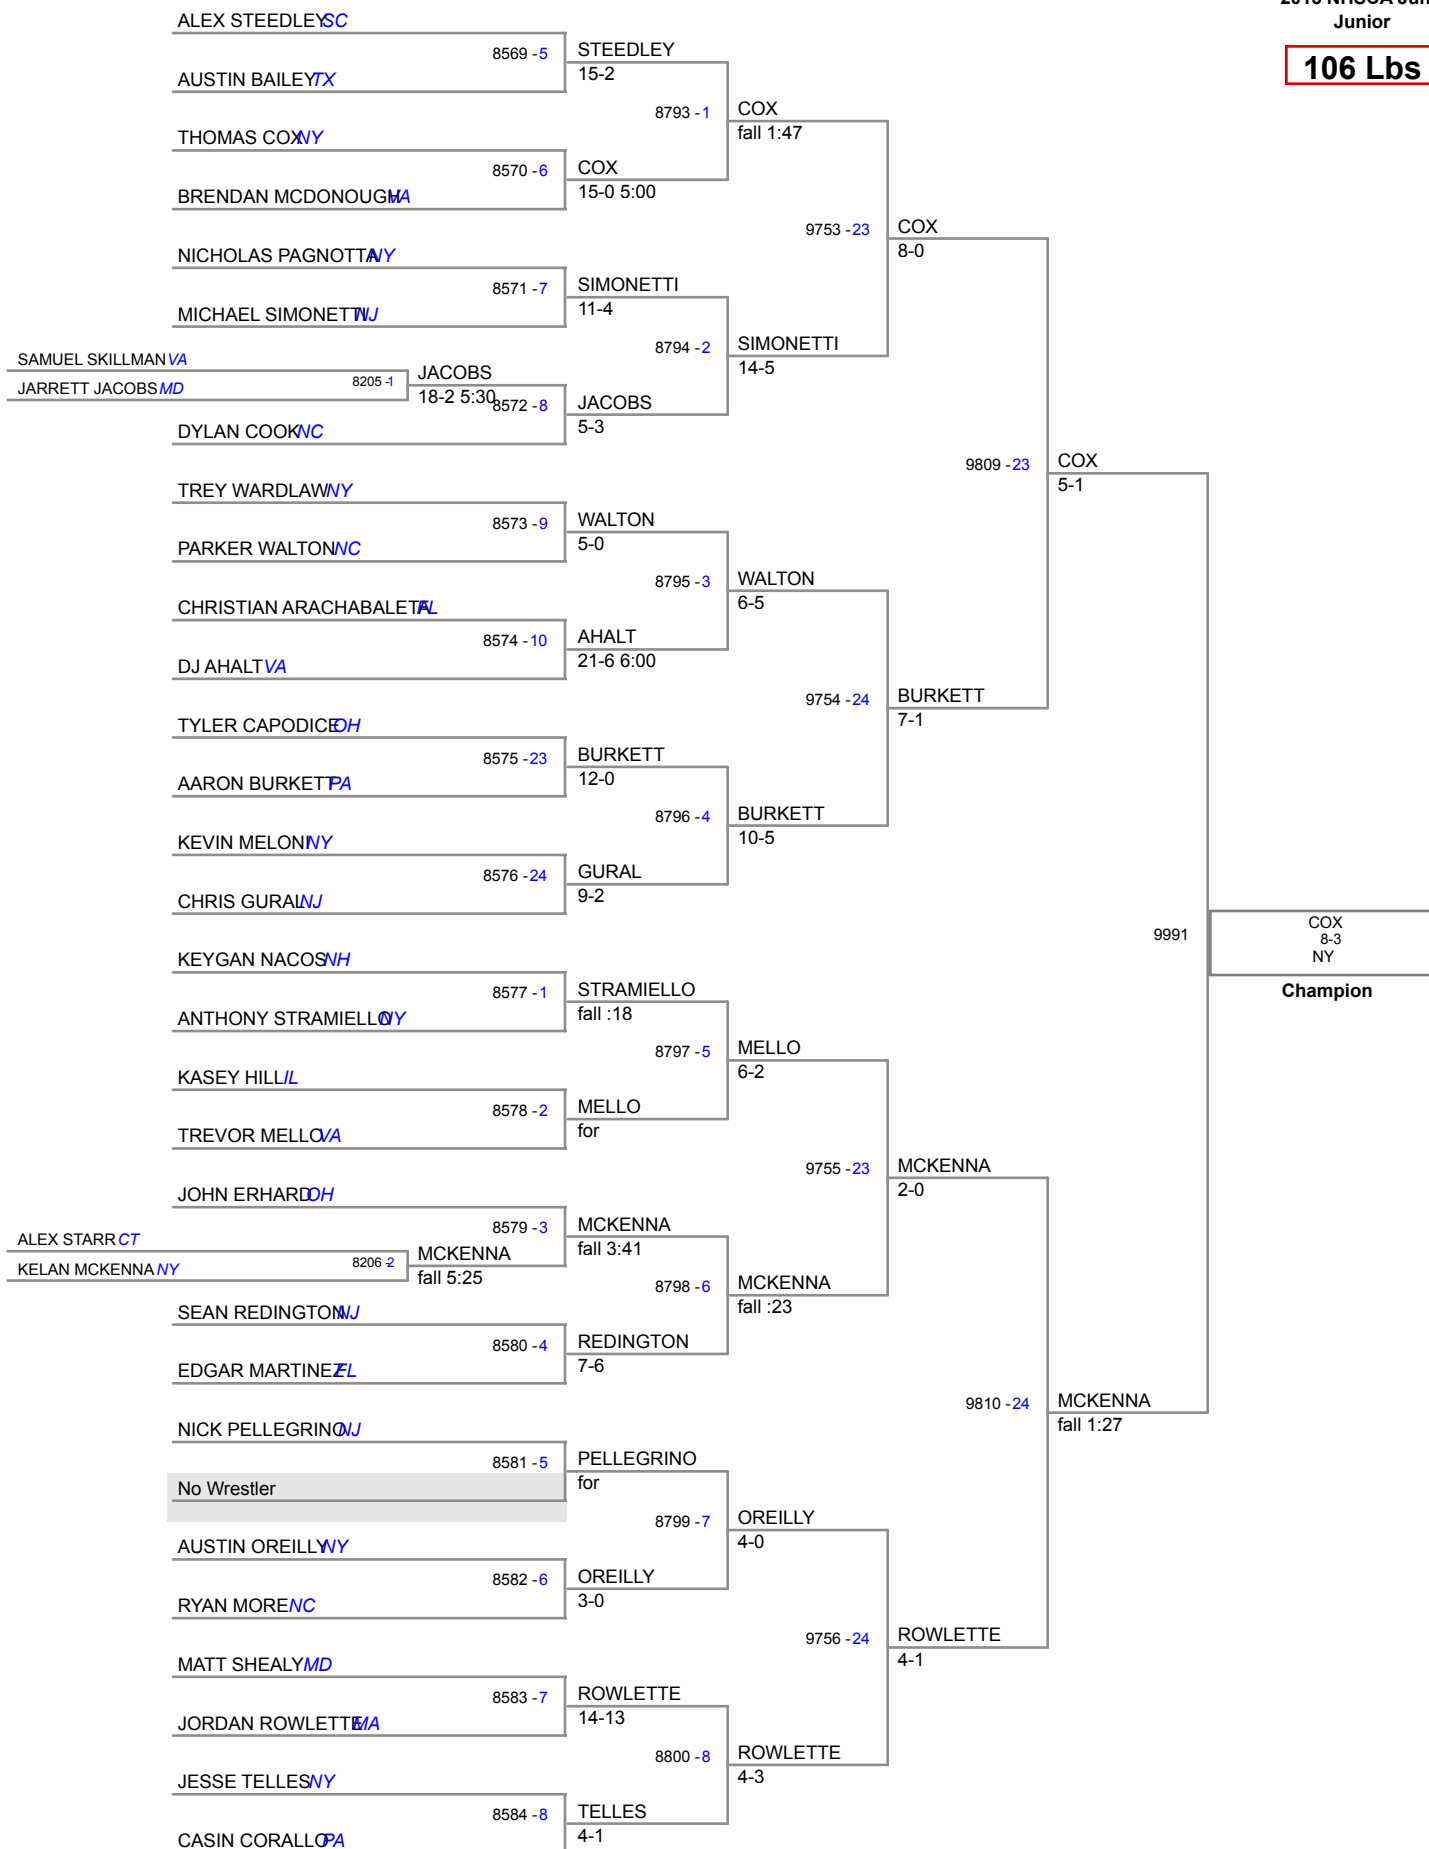 2015 NHSCA Jun
Junior
106 Lbs
ALEX STEEDLEY SC
8569 - 5
STEEDLEY
15-2
AUSTIN BAILEY TX
8793 - 1
COX
fall 1:47
THOMAS COX NY
8570 - 6
COX
15-0 5:00
BRENDAN MCDONOUGH VA
9753 - 23
COX
8-0
NICHOLAS PAGNOTTA NY
8571 - 7
SIMONETTI
11-4
MICHAEL SIMONETTI NJ
8794 - 2
SIMONETTI
14-5
SAMUEL SKILLMAN VA
JARRETT JACOBS MD
8205 -1
JACOBS
18-2 5:30
8572 - 8
JACOBS
5-3
DYLAN COOK NC
9809 - 23
COX
5-1
TREY WARDLAW NY
8573 - 9
WALTON
5-0
PARKER WALTON NC
8795 - 3
WALTON
6-5
CHRISTIAN ARACHABALETA FL
8574 - 10
AHALT
21-6 6:00
DJ AHALT VA
9754 - 24
BURKETT
7-1
TYLER CAPODICE OH
8575 - 23
BURKETT
12-0
AARON BURKETT PA
8796 - 4
BURKETT
10-5
KEVIN MELONI NY
8576 - 24
GURAL
9-2
CHRIS GURAL NJ
9991
COX
8-3
NY
Champion
KEYGAN NACOS NH
8577 - 1
STRAMIELLO
fall :18
ANTHONY STRAMIELLO NY
8797 - 5
MELLO
6-2
KASEY HILL IL
8578 - 2
MELLO
for
TREVOR MELLO VA
9755 - 23
MCKENNA
2-0
JOHN ERHARD OH
8579 - 3
MCKENNA
fall 3:41
ALEX STARR CT
KELAN MCKENNA NY
8206 -2
MCKENNA
fall 5:25
8798 - 6
MCKENNA
fall :23
SEAN REDINGTON NJ
8580 - 4
REDINGTON
7-6
EDGAR MARTINEZ FL
9810 - 24
MCKENNA
fall 1:27
NICK PELLEGRINO NJ
8581 - 5
PELLEGRINO
for
No Wrestler
8799 - 7
OREILLY
4-0
AUSTIN OREILLY NY
8582 - 6
OREILLY
3-0
RYAN MORE NC
9756 - 24
ROWLETTE
4-1
MATT SHEALY MD
8583 - 7
ROWLETTE
14-13
JORDAN ROWLETTE MA
8800 - 8
ROWLETTE
4-3
JESSE TELLES NY
8584 - 8
TELLES
4-1
CASIN CORALLO PA